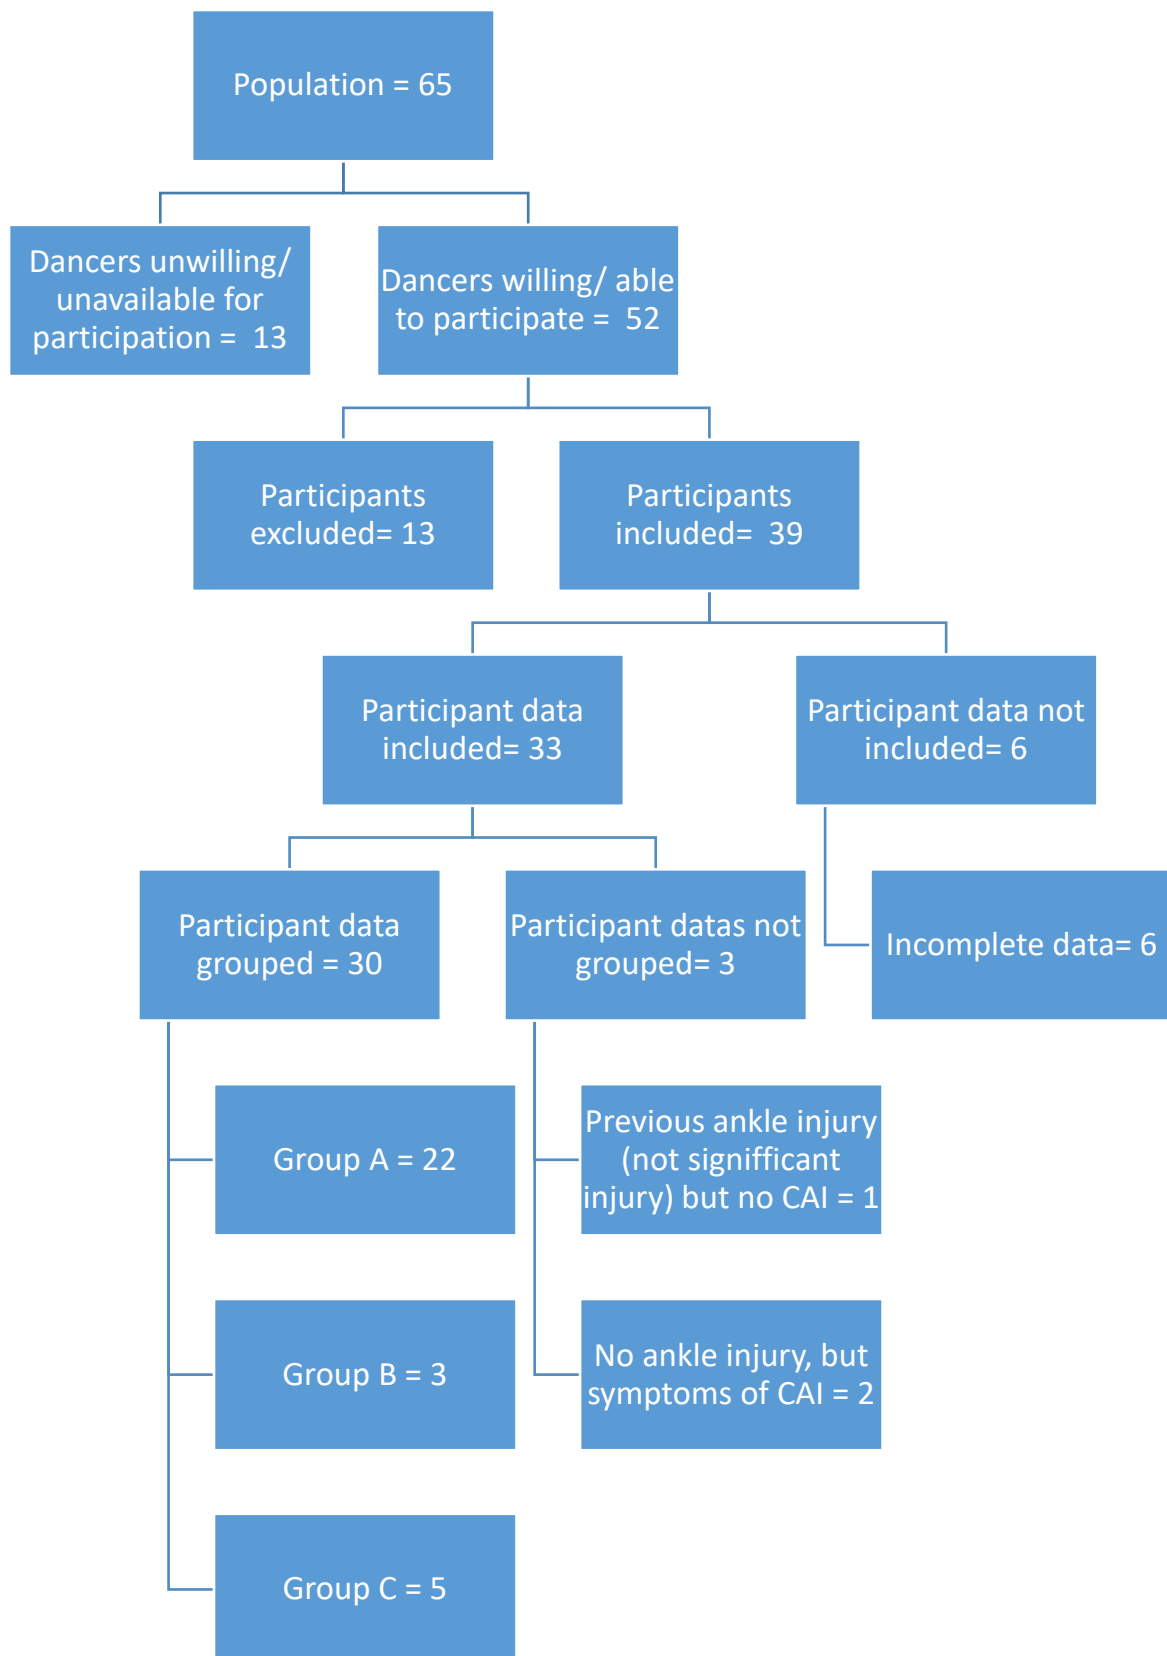 Population = 65
Dancers unwilling/
unavailable for
participation =  13
Dancers willing/ able
to participate =  52
Participants
excluded= 13
Participants
included=  39
Participant data
included= 33
Participant data not
included= 6
Participant data
grouped = 30
Participant datas not
grouped= 3
Incomplete data= 6
Group A = 22
Previous ankle injury
(not signifficant
injury) but no CAI = 1
Group B = 3
No ankle injury, but
symptoms of CAI = 2
Group C = 5